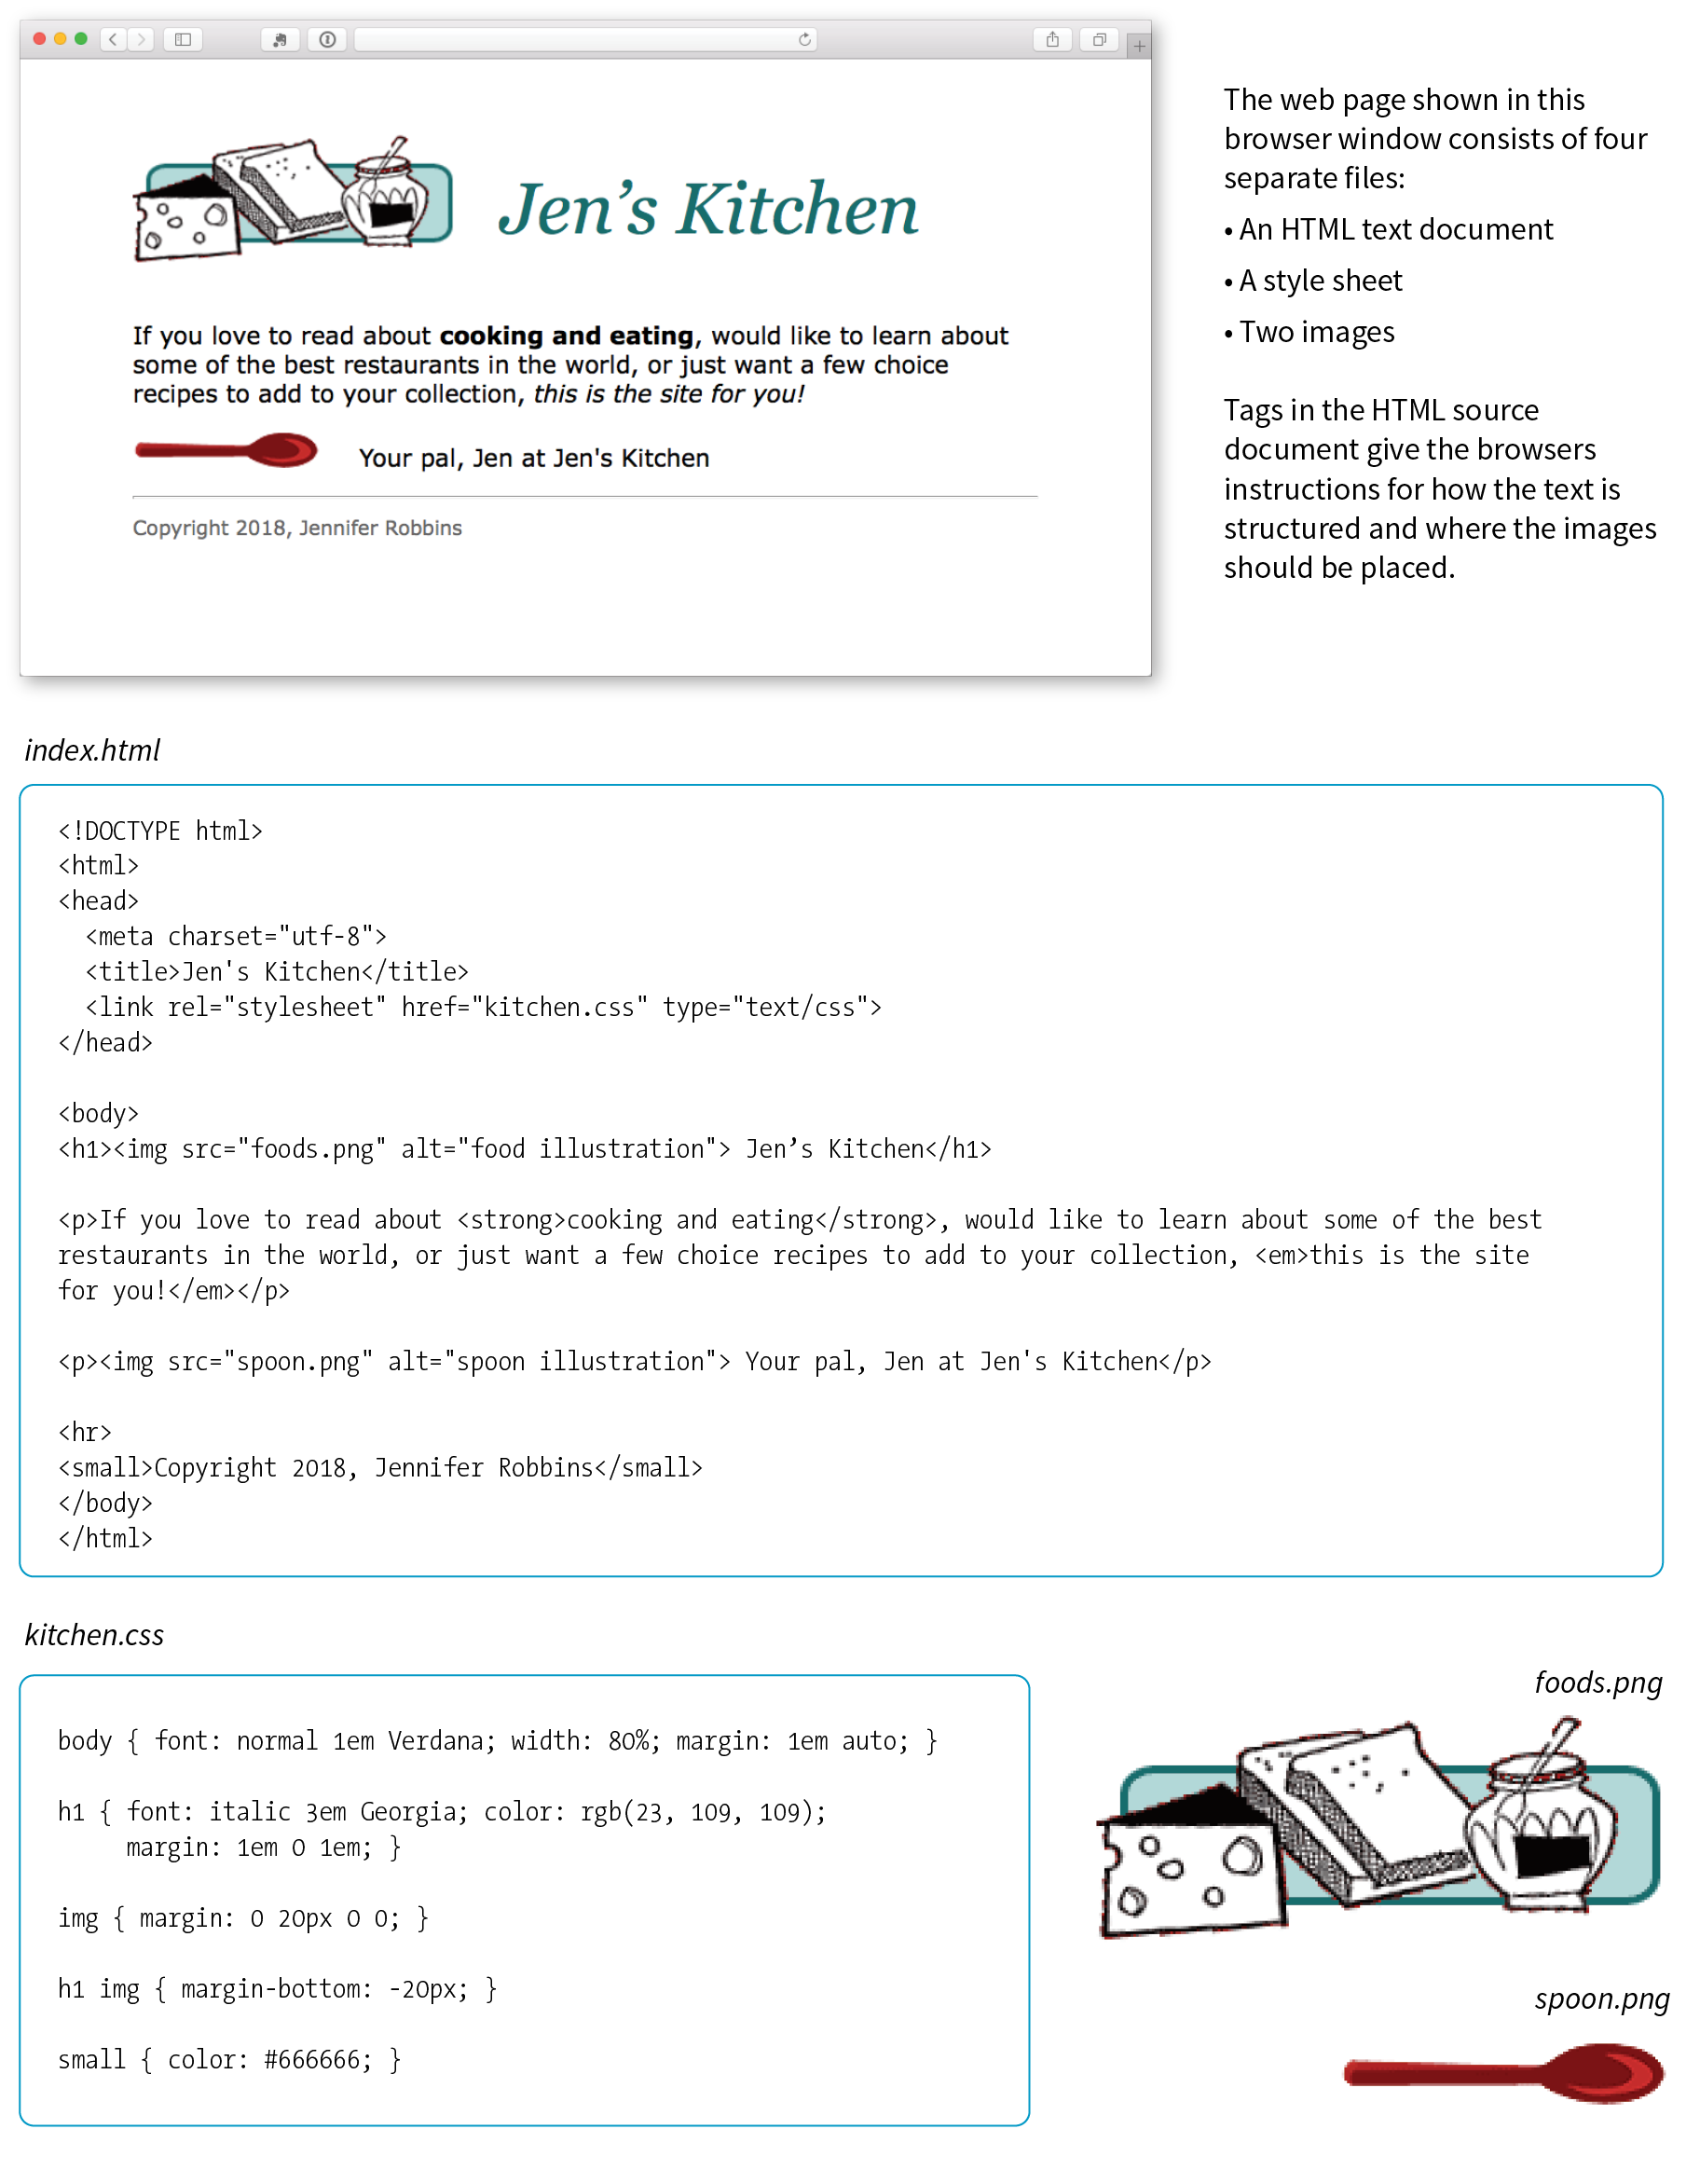 Jen’s Kitchen
If you love to read about cooking and eating, would like to learn about
some of the best restaurants in the world, or just want a few choice
recipes to add to your collection, this is the site for you!
Your pal, Jen at Jen's Kitchen
Copyright 2018, Jennifer Robbins
The web page shown in this
browser window consists of four
separate files:
• An HTML text document
• A style sheet
• Two images
Tags in the HTML source
document give the browsers
instructions for how the text is
structured and where the images
should be placed.
index.html
<!DOCTYPE html>
<html>
<head>
  <meta charset="utf-8">
  <title>Jen's Kitchen</title>
  <link rel="stylesheet" href="kitchen.css" type="text/css">
</head>
<body>
<h1><img src="foods.png" alt="food illustration"> Jen’s Kitchen</h1>
<p>If you love to read about <strong>cooking and eating</strong>, would like to learn about some of the best
restaurants in the world, or just want a few choice recipes to add to your collection, <em>this is the site
for you!</em></p>
<p><img src="spoon.png" alt="spoon illustration"> Your pal, Jen at Jen's Kitchen</p>
<hr>
<small>Copyright 2018, Jennifer Robbins</small>
</body>
</html>
kitchen.css
body { font: normal 1em Verdana; width: 80%; margin: 1em auto; }
h1 { font: italic 3em Georgia; color: rgb(23, 109, 109);
     margin: 1em 0 1em; }
img { margin: 0 20px 0 0; }
h1 img { margin-bottom: -20px; }
small { color: #666666; }
foods.png
spoon.png